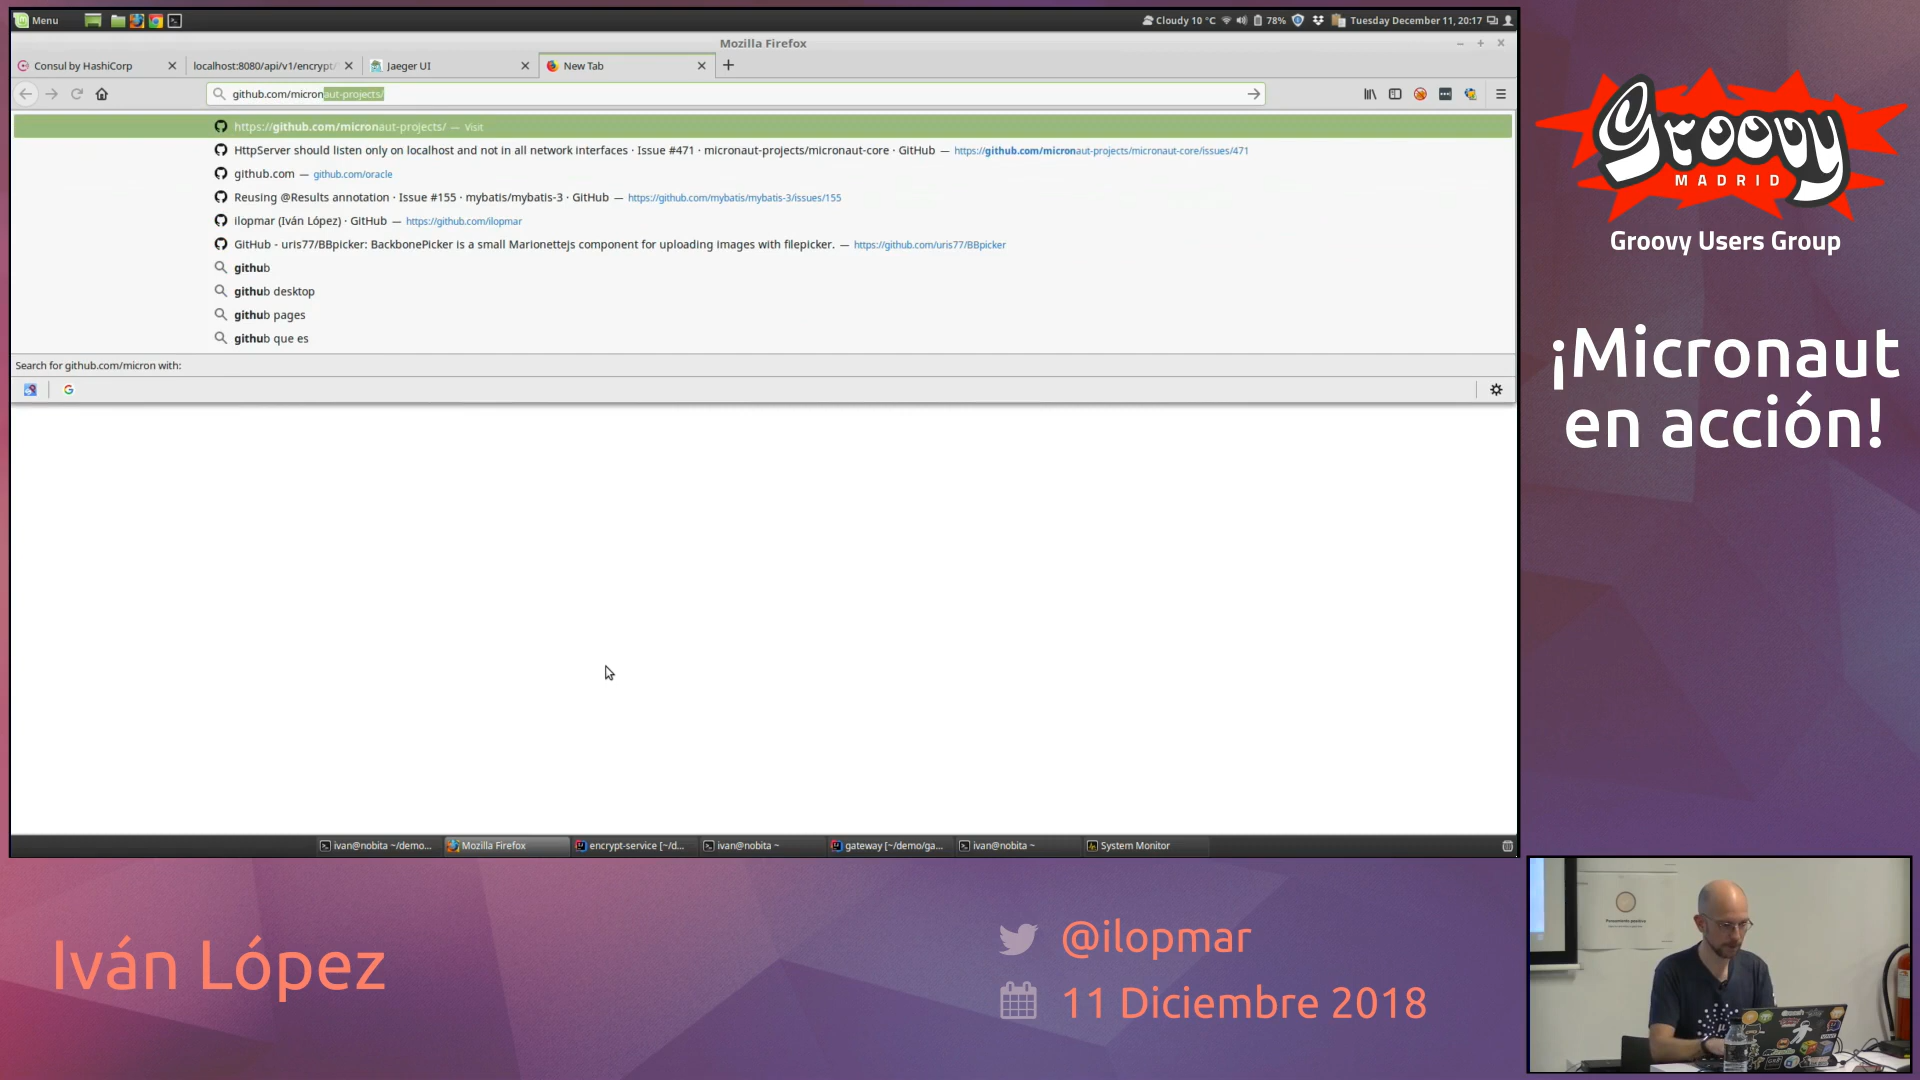 Menu
Cloudy 10 °C 78% Tuesday December 11, 20:17
Mozilla Firefox
Consul by HashiCorp
localhost:8080/api/v1/encrypt/
Jaeger UI
New Tab
github.com/micronaut-projects/
https://github.com/micronaut-projects/ — Visit
HttpServer should listen only on localhost and not in all network interfaces · Issue #471 · micronaut-projects/micronaut-core · GitHub — https://github.com/micronaut-projects/micronaut-core/issues/471
github.com — github.com/oracle
Reusing @Results annotation · Issue #155 · mybatis/mybatis-3 · GitHub — https://github.com/mybatis/mybatis-3/issues/155
ilopmar (Iván López) · GitHub — https://github.com/ilopmar
GitHub - uris77/BBpicker: BackbonePicker is a small Marionettejs component for uploading images with filepicker. — https://github.com/uris77/BBpicker
github
github desktop
github pages
github que es
Search for github.com/micron with:
ivan@nobita ~/demo...
Mozilla Firefox
encrypt-service [~/d...
ivan@nobita ~
gateway [~/demo/ga...
ivan@nobita ~
System Monitor
Groovy
MADRID
Groovy Users Group
¡Micronaut
en acción!
Iván López
@ilopmar
11 Diciembre 2018